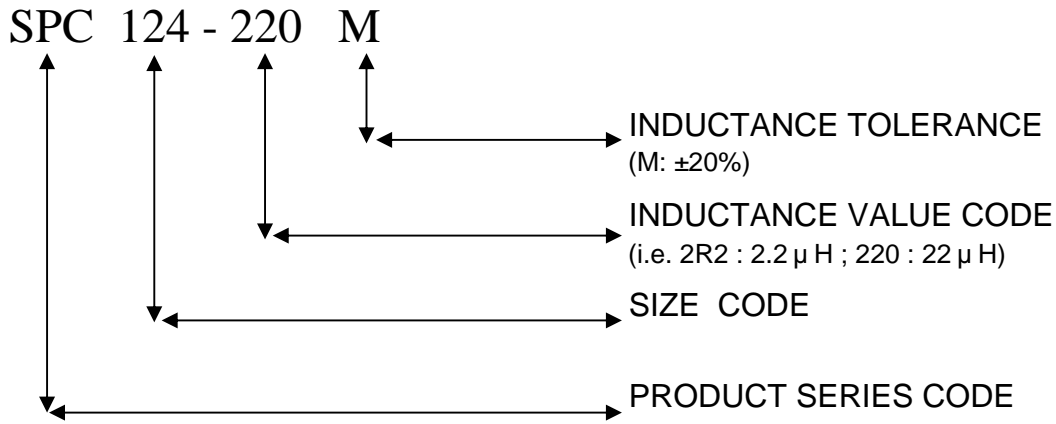 SPC 124 - 220 M
INDUCTANCE TOLERANCE
(M: ±20%)
INDUCTANCE VALUE CODE
(i.e. 2R2 : 2.2 µ H ; 220 : 22 µ H)
SIZE CODE
PRODUCT SERIES CODE